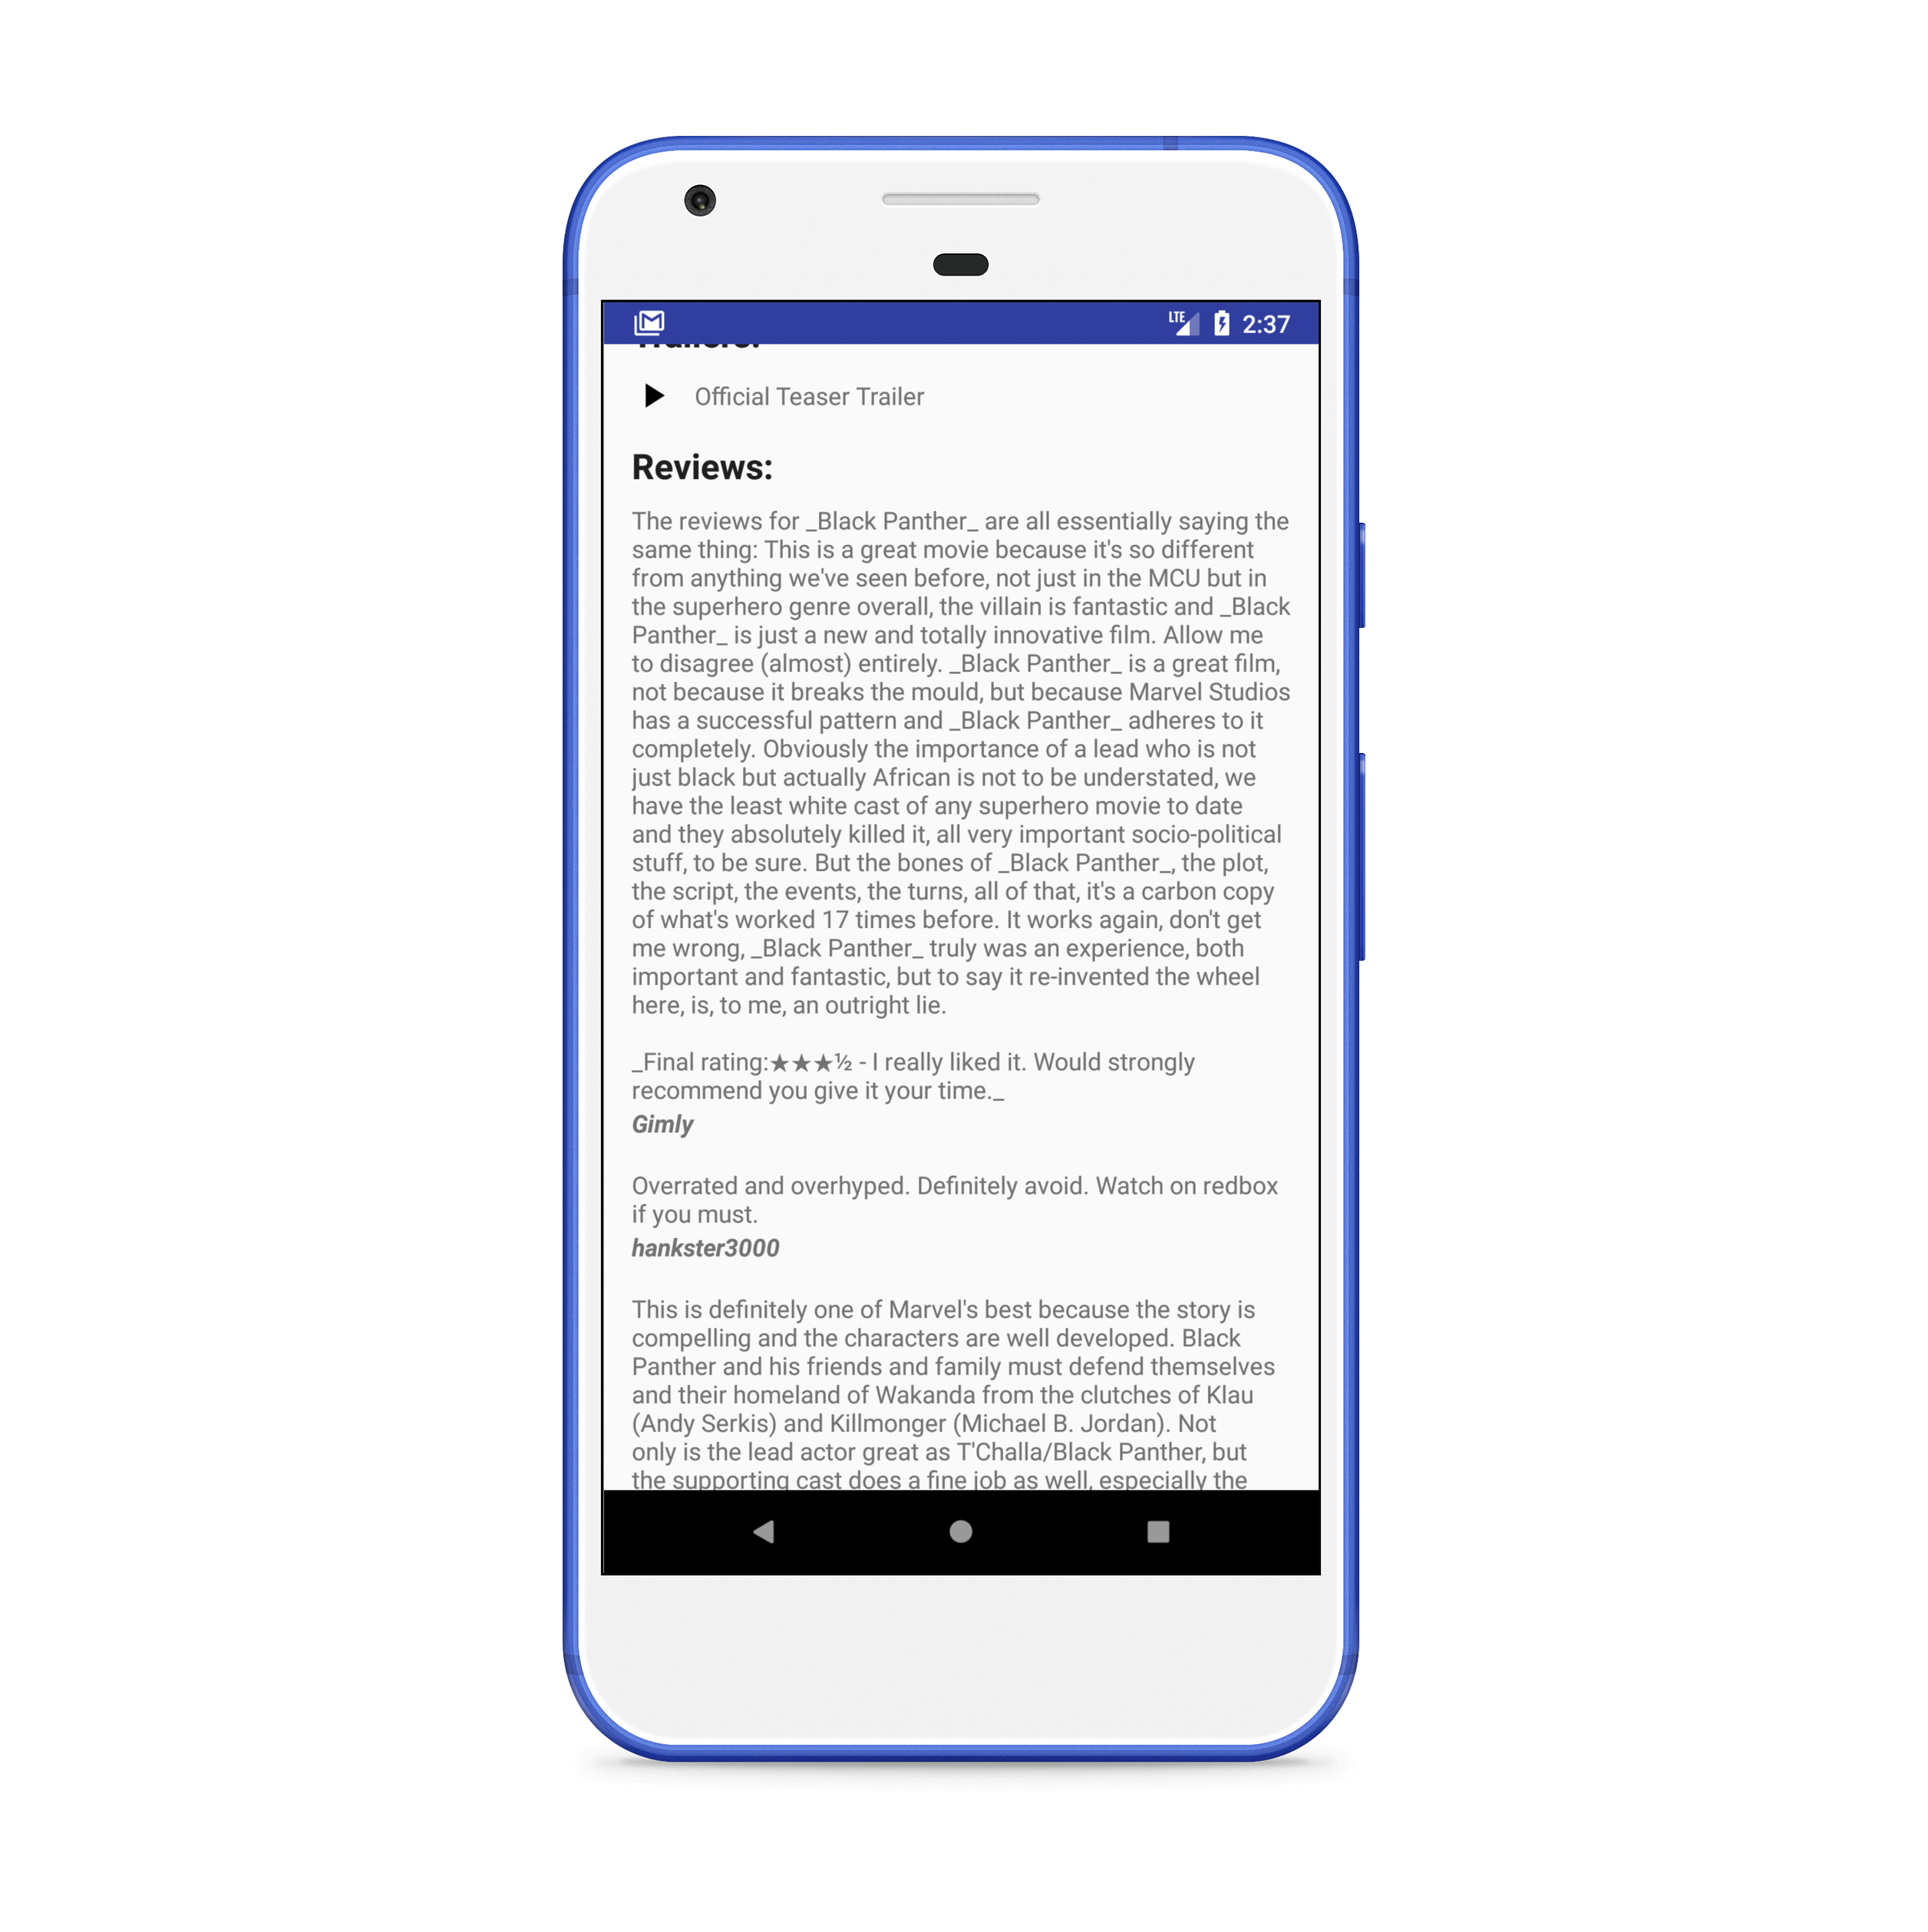 LTE 2:37
Trailers:
Official Teaser Trailer
Reviews:
The reviews for _Black Panther_ are all essentially saying the
same thing: This is a great movie because it's so different
from anything we've seen before, not just in the MCU but in
the superhero genre overall, the villain is fantastic and _Black
Panther_ is just a new and totally innovative film. Allow me
to disagree (almost) entirely. _Black Panther_ is a great film,
not because it breaks the mould, but because Marvel Studios
has a successful pattern and _Black Panther_ adheres to it
completely. Obviously the importance of a lead who is not
just black but actually African is not to be understated, we
have the least white cast of any superhero movie to date
and they absolutely killed it, all very important socio-political
stuff, to be sure. But the bones of _Black Panther_, the plot,
the script, the events, the turns, all of that, it's a carbon copy
of what's worked 17 times before. It works again, don't get
me wrong, _Black Panther_ truly was an experience, both
important and fantastic, but to say it re-invented the wheel
here, is, to me, an outright lie.
_Final rating:★★★½ - I really liked it. Would strongly
recommend you give it your time._
Gimly
Overrated and overhyped. Definitely avoid. Watch on redbox
if you must.
hankster3000
This is definitely one of Marvel's best because the story is
compelling and the characters are well developed. Black
Panther and his friends and family must defend themselves
and their homeland of Wakanda from the clutches of Klau
(Andy Serkis) and Killmonger (Michael B. Jordan). Not
only is the lead actor great as T'Challa/Black Panther, but
the supporting cast does a fine job as well, especially the